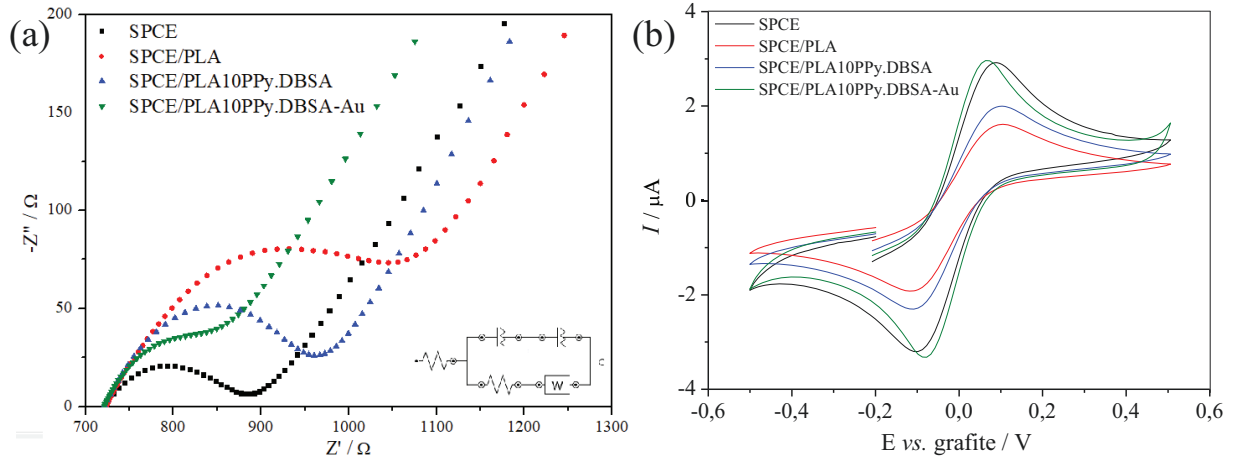 (a)
SPCE
SPCE/PLA
SPCE/PLA10PPy.DBSA
SPCE/PLA10PPy.DBSA-Au
200
150
100
50
0
-Z'' / Ω
700 800 900 1000 1100 1200 1300
Z' / Ω
W
(b)
SPCE
SPCE/PLA
SPCE/PLA10PPy.DBSA
SPCE/PLA10PPy.DBSA-Au
4
2
0
-2
-4
I / µA
-0,6 -0,4 -0,2 0,0 0,2 0,4 0,6
E vs. grafite / V